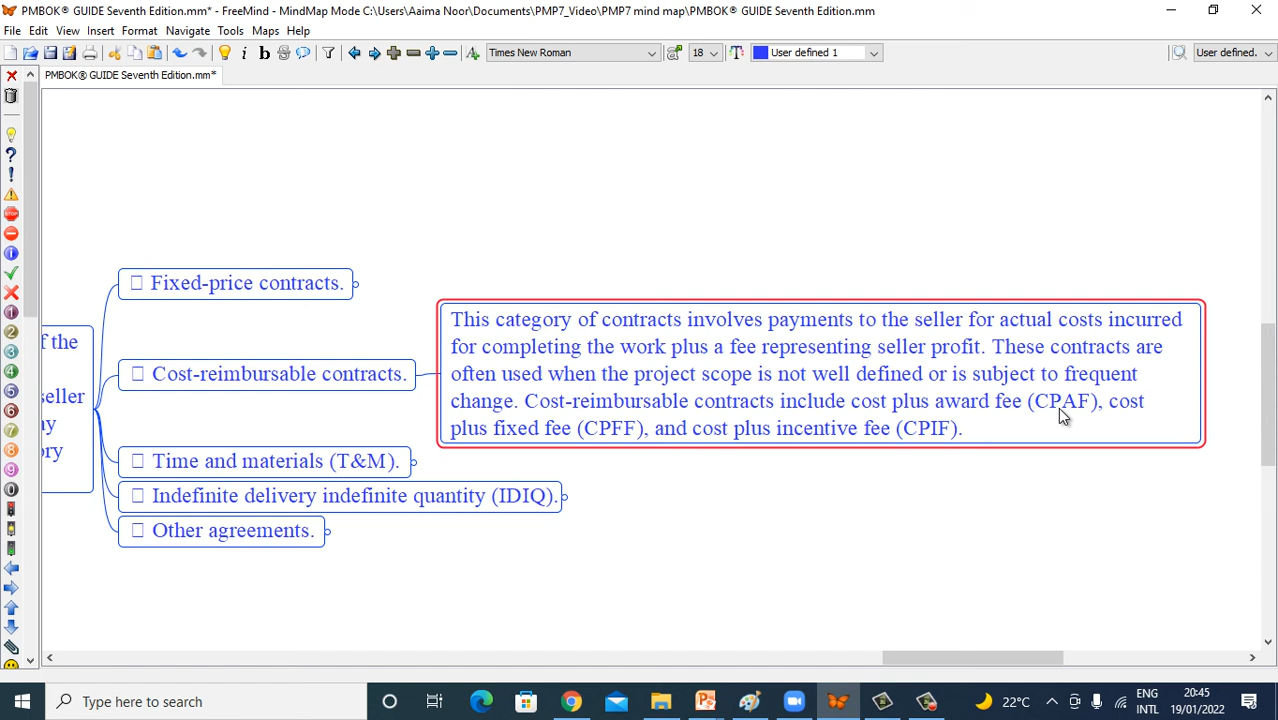 PMBOK® GUIDE Seventh Edition.mm* - FreeMind - MindMap Mode C:\Users\Aaima Noor\Documents\PMP7_Video\PMP7 mind map\PMBOK® GUIDE Seventh Edition.mm
File Edit View Insert Format Navigate Tools Maps Help
Times New Roman 18 User defined 1 User defined.
PMBOK® GUIDE Seventh Edition.mm*
Fixed-price contracts.
f the
seller
ay
ory
Cost-reimbursable contracts.
This category of contracts involves payments to the seller for actual costs incurred
for completing the work plus a fee representing seller profit. These contracts are
often used when the project scope is not well defined or is subject to frequent
change. Cost-reimbursable contracts include cost plus award fee (CPAF), cost
plus fixed fee (CPFF), and cost plus incentive fee (CPIF).
Time and materials (T&M).
Indefinite delivery indefinite quantity (IDIQ).
Other agreements.
Type here to search
22°C
ENG
INTL
20:45
19/01/2022